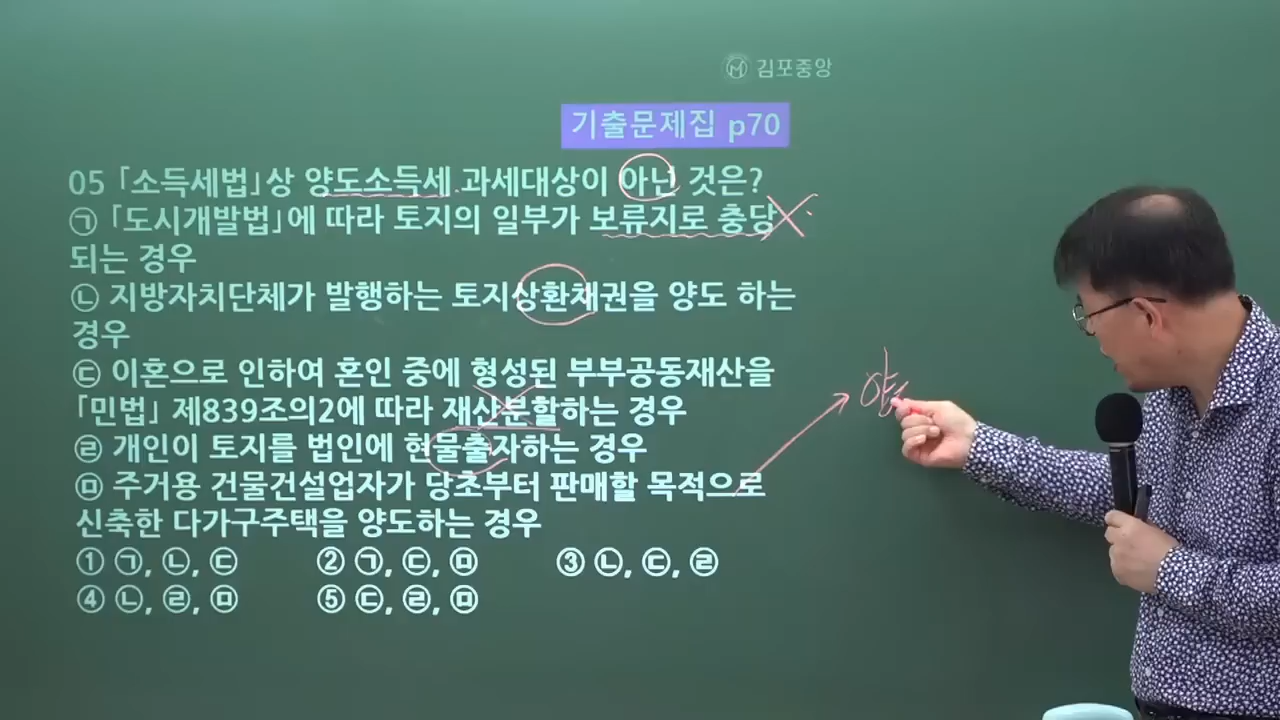 김포중앙
기출문제집 p70
05 「소득세법」상 양도소득세 과세대상이 아닌 것은?
㉠ 「도시개발법」에 따라 토지의 일부가 보류지로 충당
되는 경우
㉡ 지방자치단체가 발행하는 토지상환채권을 양도 하는
경우
㉢ 이혼으로 인하여 혼인 중에 형성된 부부공동재산을
「민법」 제839조의2에 따라 재산분할하는 경우
㉣ 개인이 토지를 법인에 현물출자하는 경우
㉤ 주거용 건물건설업자가 당초부터 판매할 목적으로
신축한 다가구주택을 양도하는 경우
① ㉠, ㉡, ㉢ ② ㉠, ㉢, ㉤ ③ ㉡, ㉢, ㉣
④ ㉡, ㉣, ㉤ ⑤ ㉢, ㉣, ㉤